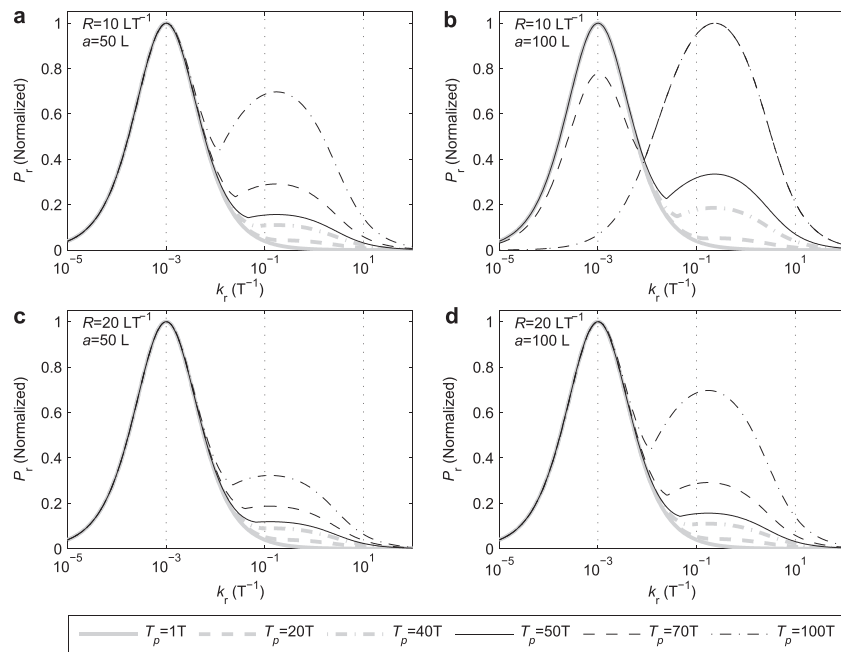 a
R=10 LT⁻¹
a=50 L
1
0.8
0.6
0.4
0.2
0
P_r (Normalized)
10⁻⁵ 10⁻³ 10⁻¹ 10¹
k_r (T⁻¹)
b
R=10 LT⁻¹
a=100 L
1
0.8
0.6
0.4
0.2
0
P_r (Normalized)
10⁻⁵ 10⁻³ 10⁻¹ 10¹
k_r (T⁻¹)
c
R=20 LT⁻¹
a=50 L
1
0.8
0.6
0.4
0.2
0
P_r (Normalized)
10⁻⁵ 10⁻³ 10⁻¹ 10¹
k_r (T⁻¹)
d
R=20 LT⁻¹
a=100 L
1
0.8
0.6
0.4
0.2
0
P_r (Normalized)
10⁻⁵ 10⁻³ 10⁻¹ 10¹
k_r (T⁻¹)
T_p=1T T_p=20T T_p=40T T_p=50T T_p=70T T_p=100T